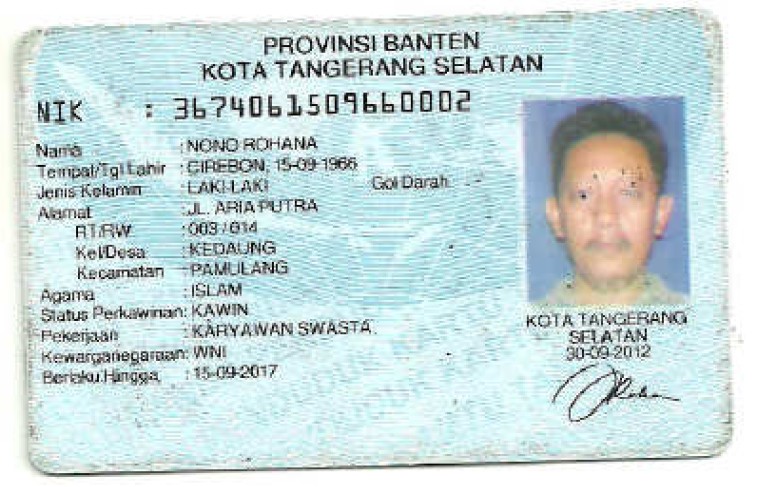 PROVINSI BANTEN
KOTA TANGERANG SELATAN
NIK : 3674061509660002
Nama : NONO ROHANA
Tempat/Tgl Lahir : CIREBON, 15-09-1966
Jenis Kelamin : LAKI-LAKI Gol Darah : -
Alamat : JL. ARIA PUTRA
RT/RW : 003 / 014
Kel/Desa : KEDAUNG
Kecamatan : PAMULANG
Agama : ISLAM
Status Perkawinan: KAWIN
Pekerjaan : KARYAWAN SWASTA
Kewarganegaraan: WNI
Berlaku Hingga : 15-09-2017
KOTA TANGERANG
SELATAN
30-09-2012